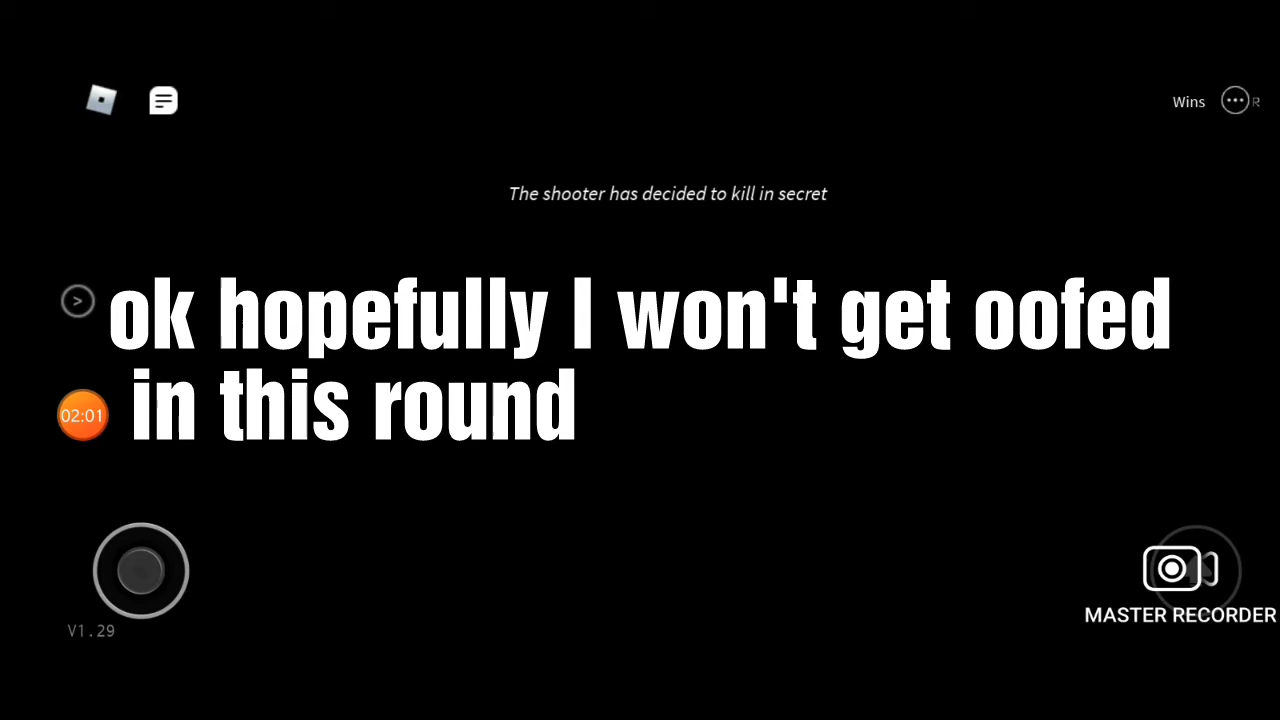 Wins
R
The shooter has decided to kill in secret
>
ok hopefully I won't get oofed
in this round
02:01
MASTER RECORDER
V1.29